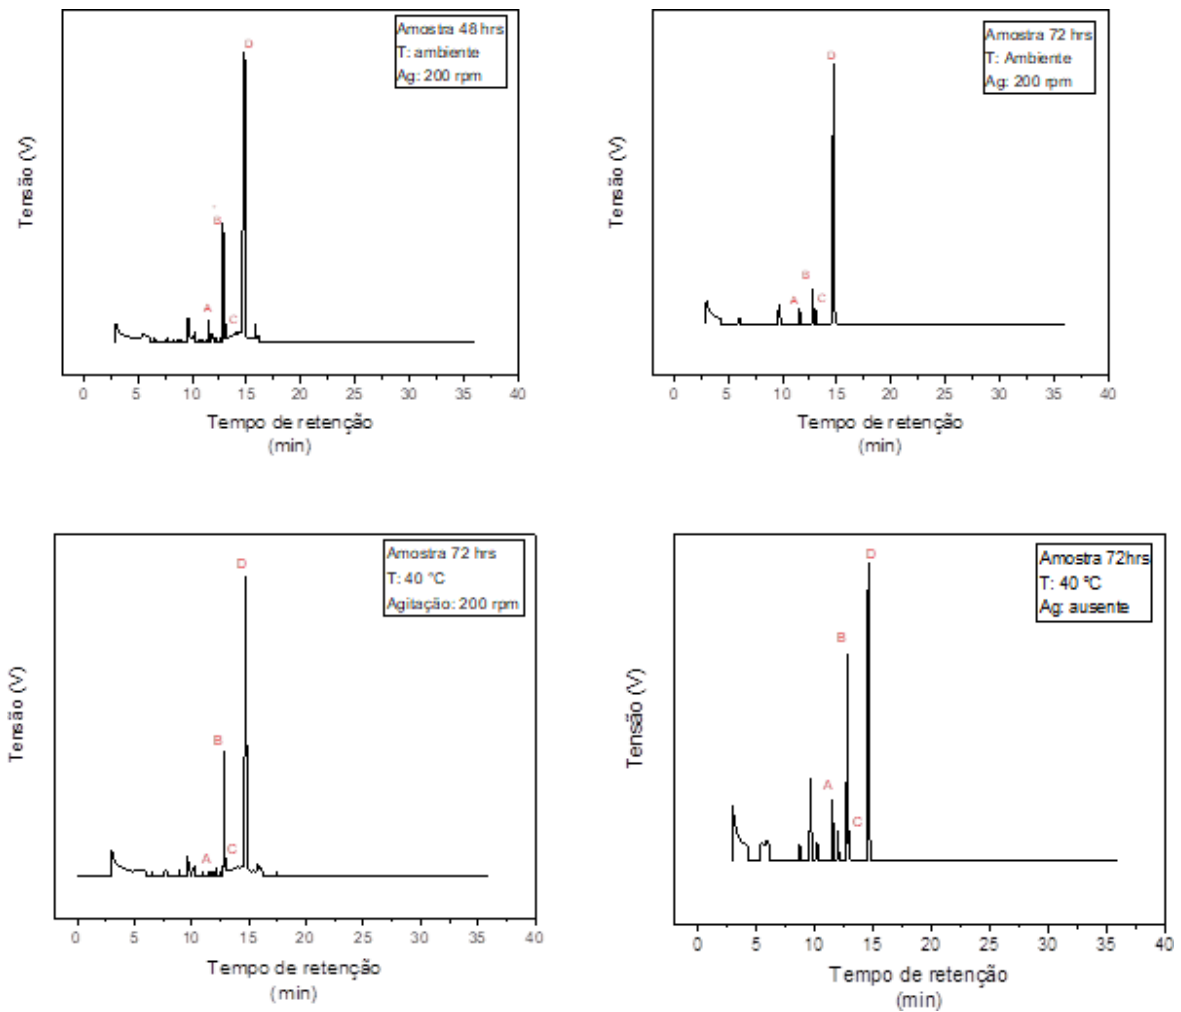 Amostra 48 hrs
T: ambiente
Ag: 200 rpm
D
B
A
C
Tensão (V)
0 5 10 15 20 25 30 35 40
Tempo de retenção
(min)
Amostra 72 hrs
T: Ambiente
Ag: 200 rpm
D
B
A
C
Tensão (V)
0 5 10 15 20 25 30 35 40
Tempo de retenção
(min)
Amostra 72 hrs
T: 40 °C
Agitação: 200 rpm
D
B
A
C
Tensão (V)
0 5 10 15 20 25 30 35 40
Tempo de retenção
(min)
Amostra 72hrs
T: 40 ºC
Ag: ausente
D
B
A
C
Tensão (V)
0 5 10 15 20 25 30 35 40
Tempo de retenção
(min)